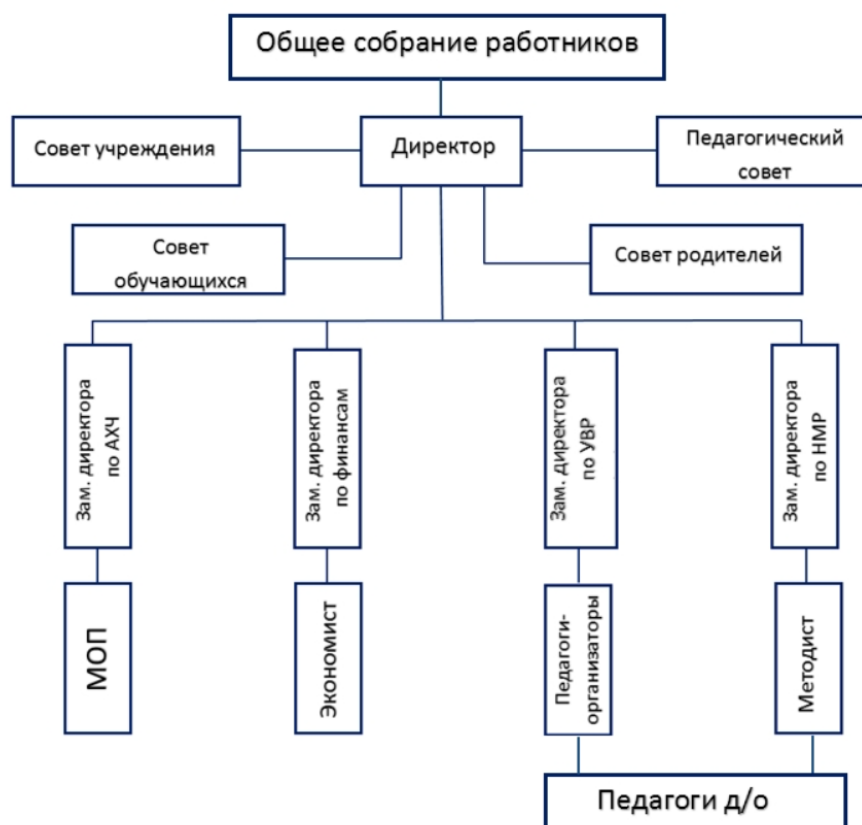 Общее собрание работников
Совет учреждения
Директор
Педагогический
совет
Совет
обучающихся
Совет родителей
Зам. директора
по АХЧ
Зам. директора
по финансам
Зам. директора
по УВР
Зам. директора
по НМР
МОП
Экономист
Педагоги-
организаторы
Методист
Педагоги д/о